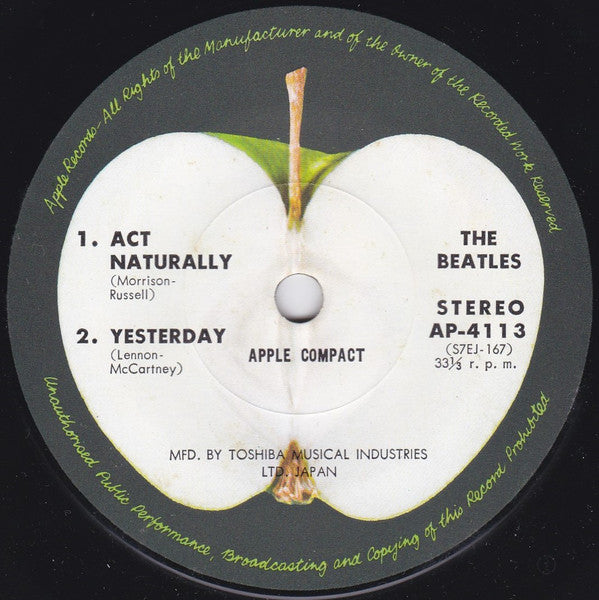 Apple Records-All Rights of the Manufacturer and of the Owner of the Recorded Work Reserved
1. ACT
NATURALLY
(Morrison-
Russell)
2. YESTERDAY
(Lennon-
McCartney)
THE
BEATLES
STEREO
AP-4113
(S7EJ-167)
33⅓ r. p. m.
APPLE COMPACT
MFD. BY TOSHIBA MUSICAL INDUSTRIES
LTD. JAPAN
Unauthorised Public Performance, Broadcasting and Copying of this Record Prohibited